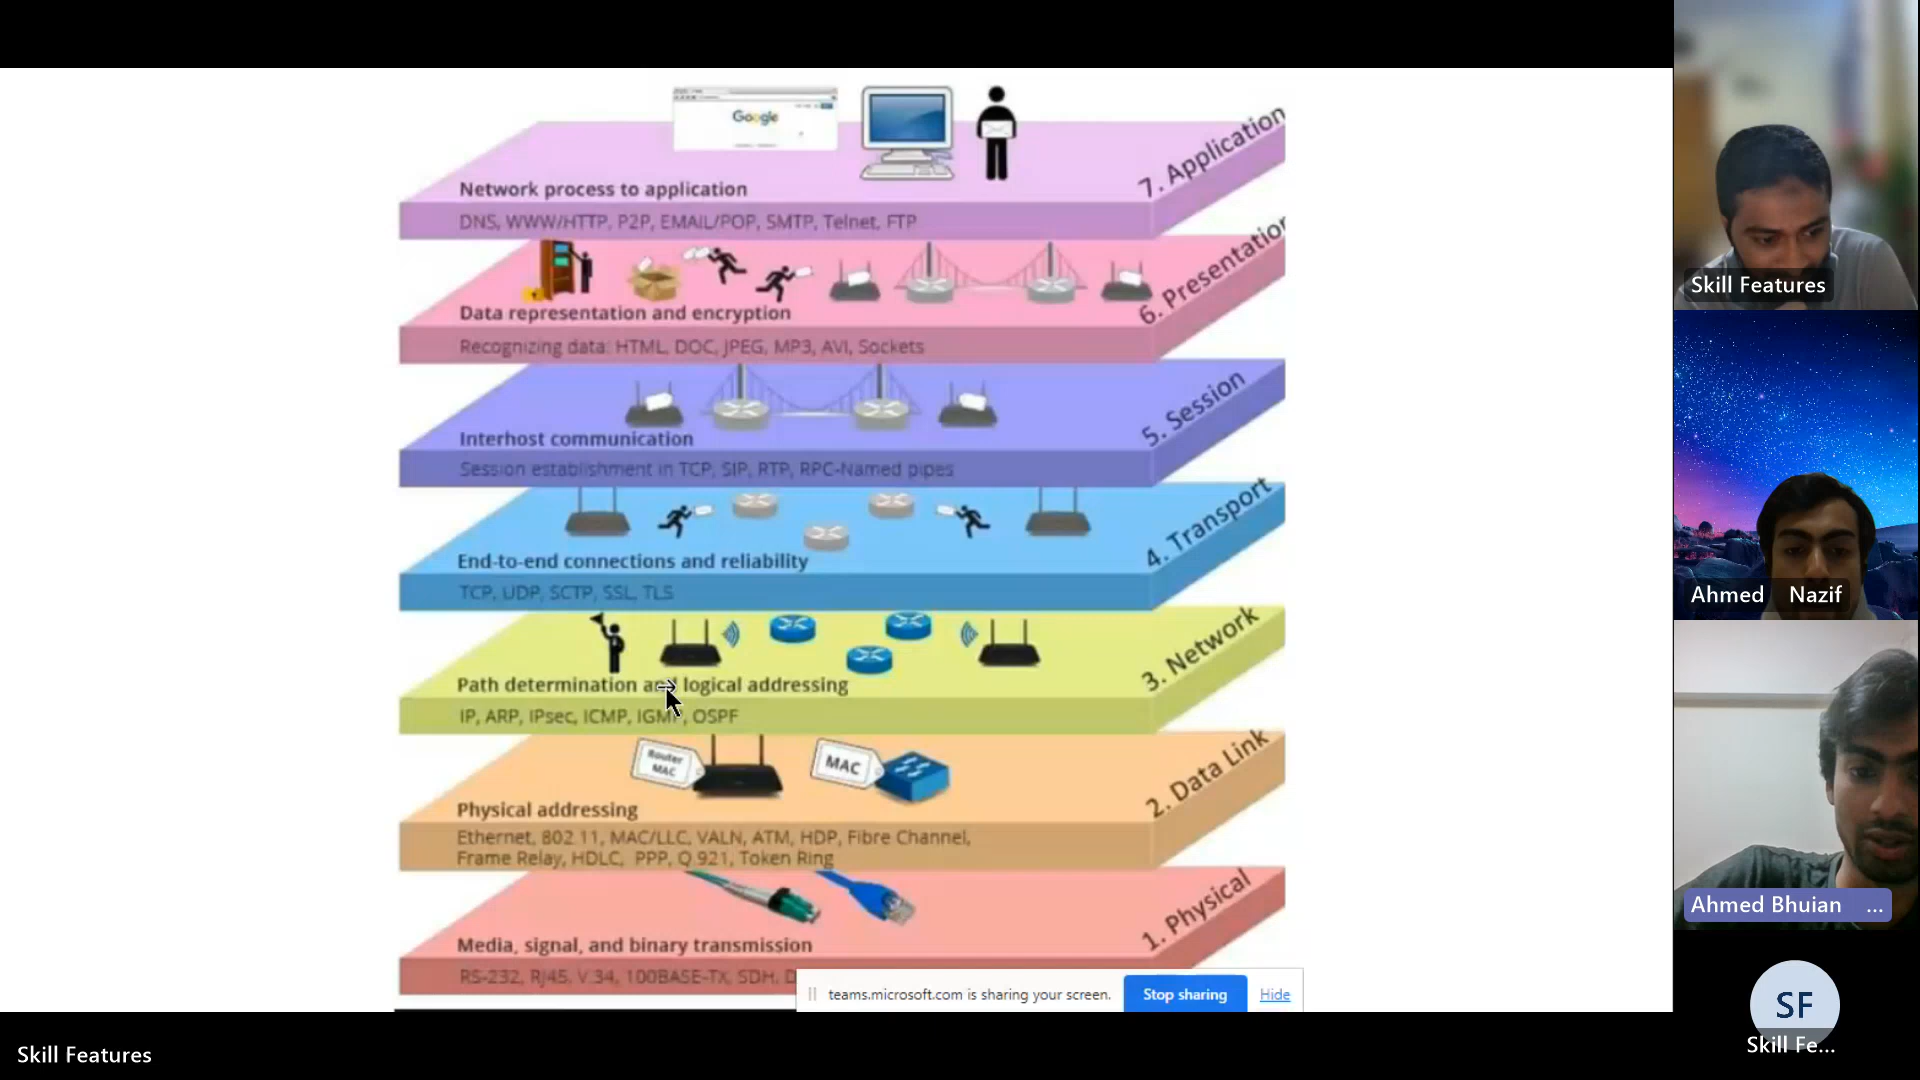 Google
7. Application
Network process to application
DNS, WWW/HTTP, P2P, EMAIL/POP, SMTP, Telnet, FTP
6. Presentation
Data representation and encryption
Recognizing data: HTML, DOC, JPEG, MP3, AVI, Sockets
5. Session
Interhost communication
Session establishment in TCP, SIP, RTP, RPC-Named pipes
4. Transport
End-to-end connections and reliability
TCP, UDP, SCTP, SSL, TLS
3. Network
Path determination and logical addressing
IP, ARP, IPsec, ICMP, IGMP, OSPF
Router
MAC
MAC
2. Data Link
Physical addressing
Ethernet, 802.11, MAC/LLC, VALN, ATM, HDP, Fibre Channel,
Frame Relay, HDLC, PPP, Q.921, Token Ring
1. Physical
Media, signal, and binary transmission
RS-232, RJ45, V.34, 100BASE-TX, SDH, D
teams.microsoft.com is sharing your screen.
Stop sharing
Hide
Skill Features
Skill Features
Ahmed Nazif
Ahmed Bhuian ...
SF
Skill Fe...